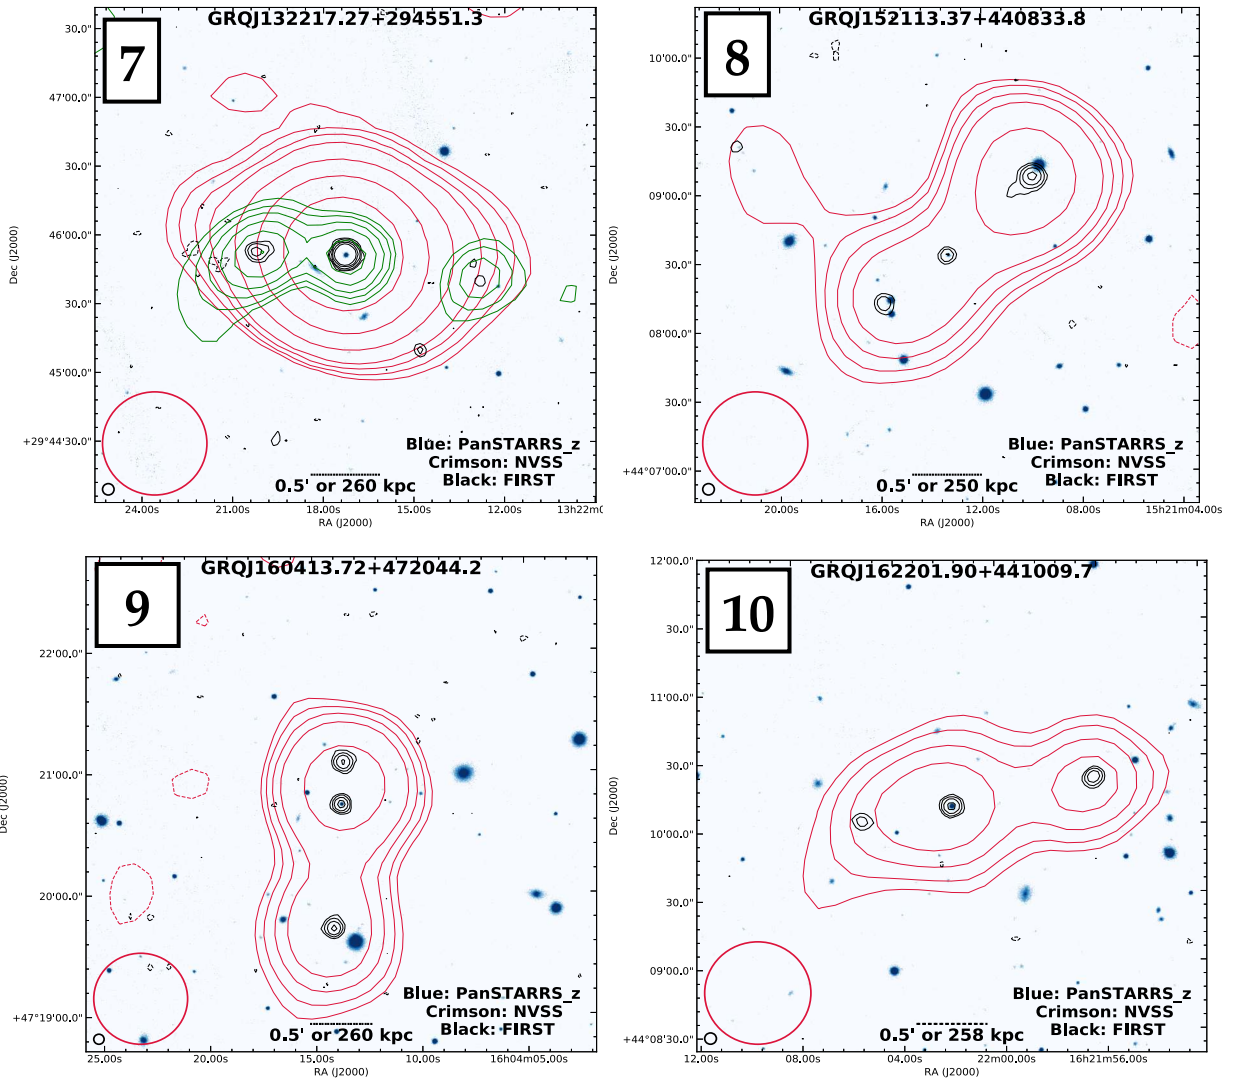 GRQJ132217.27+294551.3
7
30.0"
47'00.0"
30.0"
46'00.0"
30.0"
45'00.0"
+29°44'30.0"
Dec (J2000)
Blue: PanSTARRS_z
Crimson: NVSS
Black: FIRST
0.5' or 260 kpc
24.00s 21.00s 18.00s 15.00s 12.00s 13h22m
RA (J2000)
GRQJ152113.37+440833.8
8
10'00.0"
30.0"
09'00.0"
30.0"
08'00.0"
30.0"
+44°07'00.0"
Dec (J2000)
Blue: PanSTARRS_z
Crimson: NVSS
Black: FIRST
0.5' or 250 kpc
20.00s 16.00s 12.00s 08.00s 15h21m04.00s
RA (J2000)
GRQJ160413.72+472044.2
9
22'00.0"
21'00.0"
20'00.0"
+47°19'00.0"
Dec (J2000)
Blue: PanSTARRS_z
Crimson: NVSS
Black: FIRST
0.5' or 260 kpc
25.00s 20.00s 15.00s 10.00s 16h04m05.00s
RA (J2000)
GRQJ162201.90+441009.7
10
12'00.0"
30.0"
11'00.0"
30.0"
10'00.0"
30.0"
09'00.0"
+44°08'30.0"
Dec (J2000)
Blue: PanSTARRS_z
Crimson: NVSS
Black: FIRST
0.5' or 258 kpc
12.00s 08.00s 04.00s 22m00.00s 16h21m56.00s
RA (J2000)